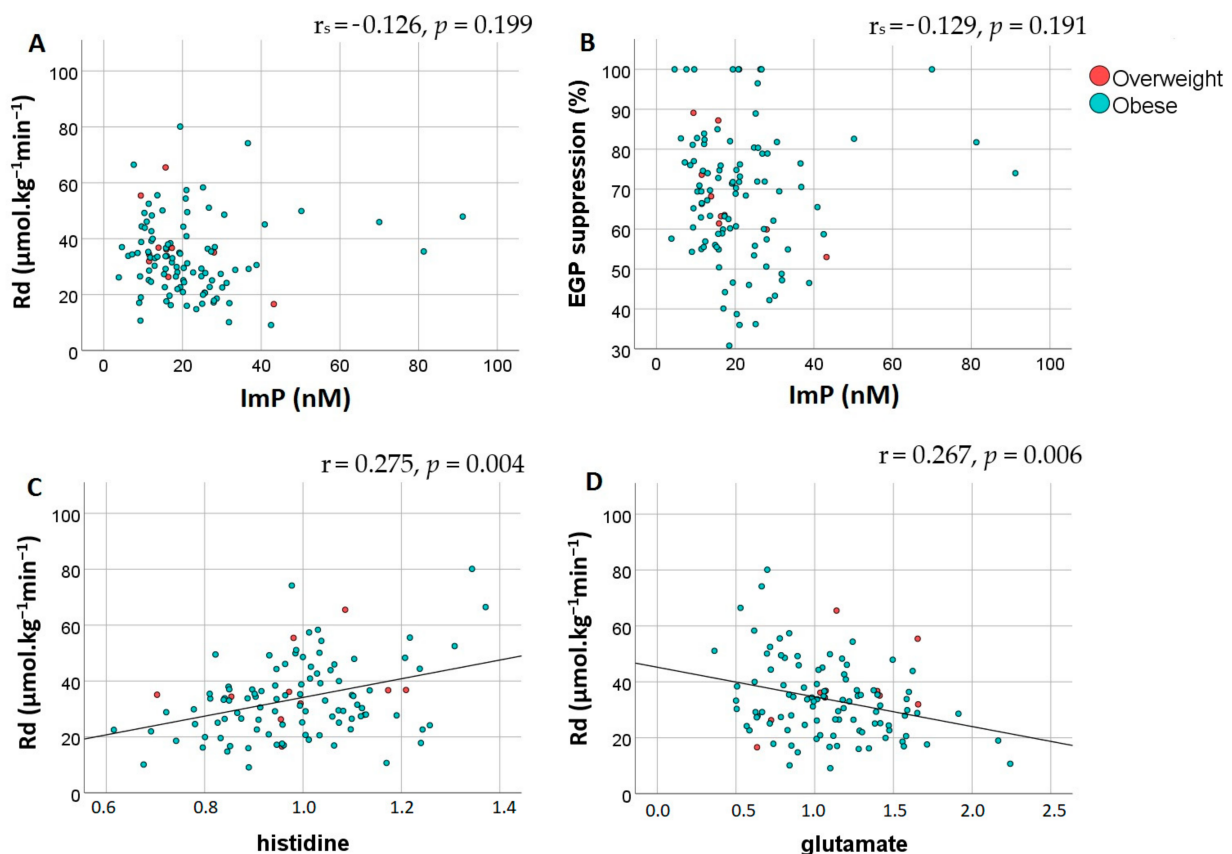 A
rₛ = -0.126, p = 0.199
Rd (µmol.kg⁻¹min⁻¹)
100
80
60
40
20
0
0 20 40 60 80 100
ImP (nM)
B
rₛ = -0.129, p = 0.191
EGP suppression (%)
100
90
80
70
60
50
40
30
0 20 40 60 80 100
ImP (nM)
Overweight
Obese
C
r = 0.275, p = 0.004
Rd (µmol.kg⁻¹min⁻¹)
100
80
60
40
20
0
0.6 0.8 1.0 1.2 1.4
histidine
D
r = 0.267, p = 0.006
Rd (µmol.kg⁻¹min⁻¹)
100
80
60
40
20
0
0.0 0.5 1.0 1.5 2.0 2.5
glutamate